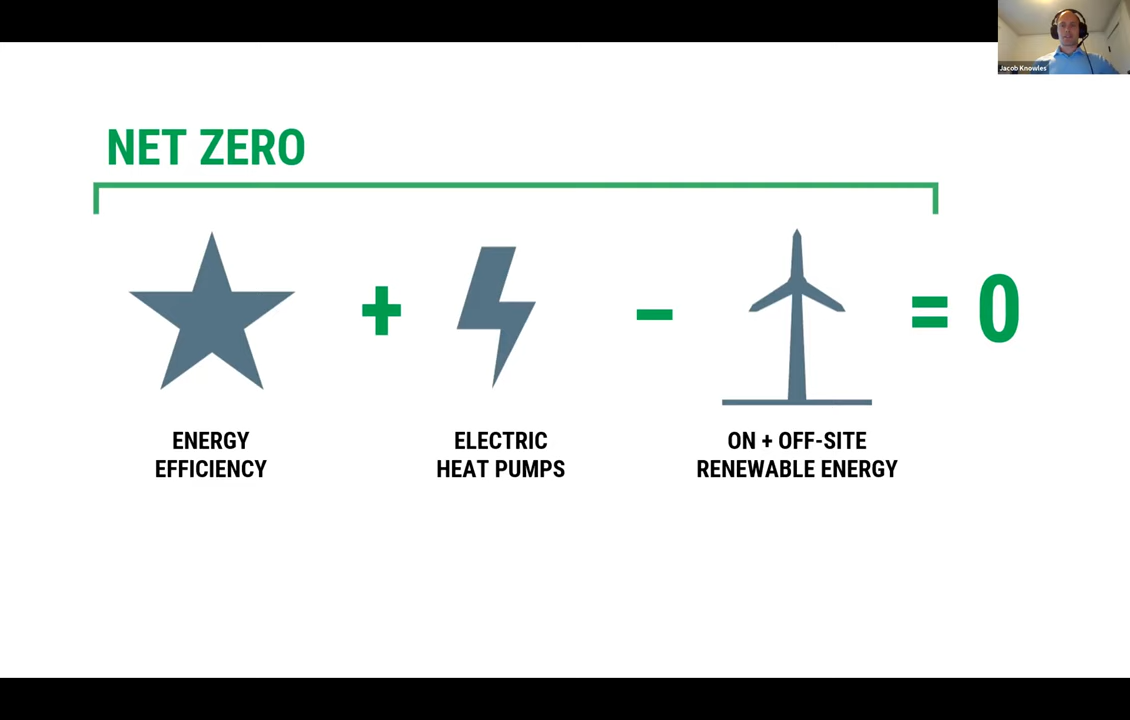 Jacob Knowles
NET ZERO
+
–
= 0
ENERGY
EFFICIENCY
ELECTRIC
HEAT PUMPS
ON + OFF-SITE
RENEWABLE ENERGY